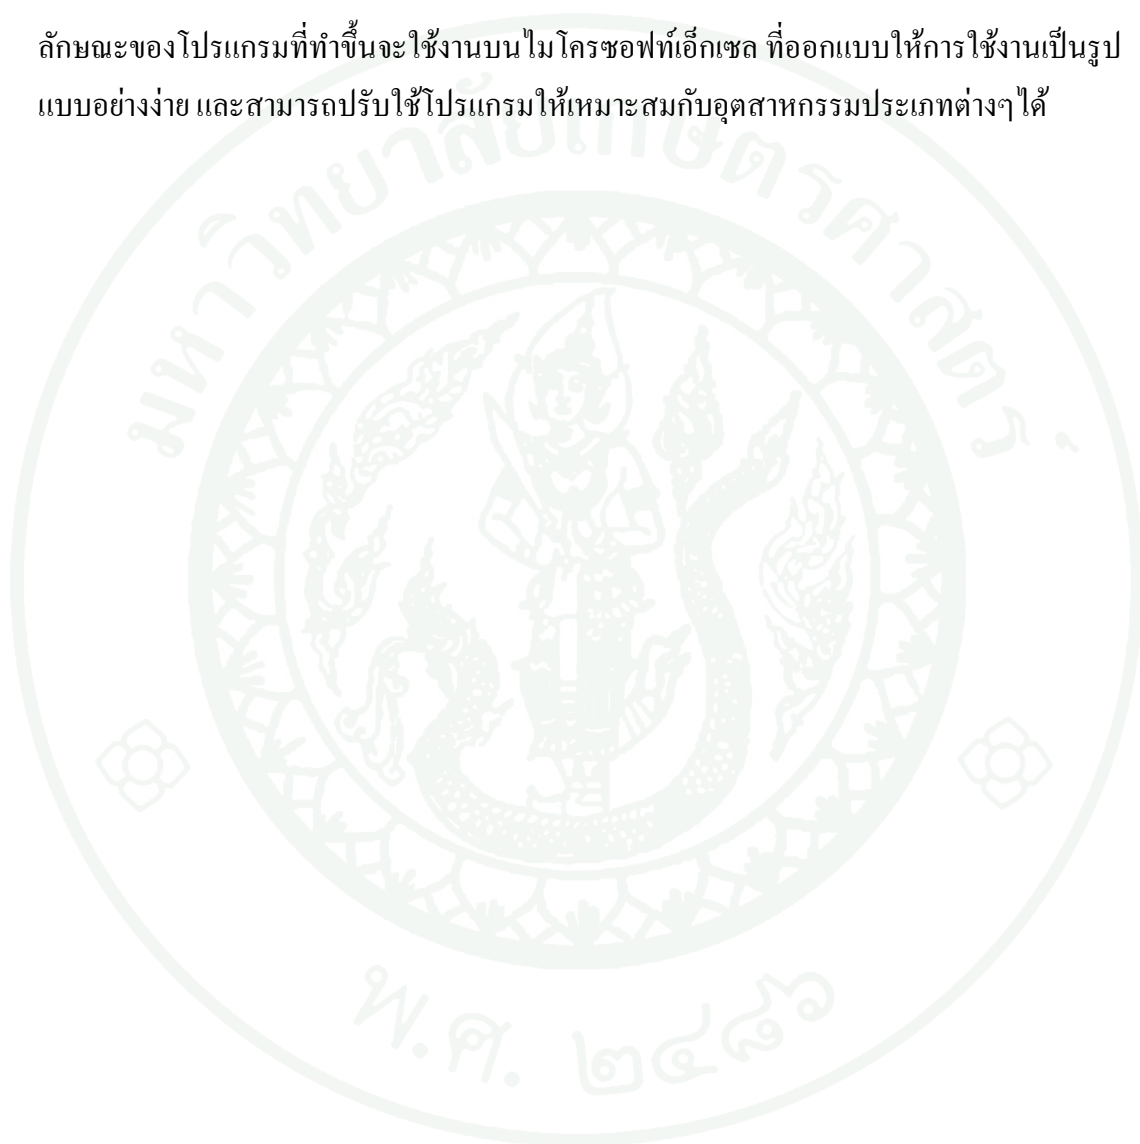 ลักษณะของโปรแกรมที่ทำขึ้นจะใช้งานบนไมโครซอฟท์เอ็กเซล ที่ออกแบบให้การใช้งานเป็นรูป
แบบอย่างง่าย และสามารถปรับใช้โปรแกรมให้เหมาะสมกับอุตสาหกรรมประเภทต่างๆได้
มหาวิทยาลัยเกษตรศาสตร์
พ.ศ. ๒๔๘๖